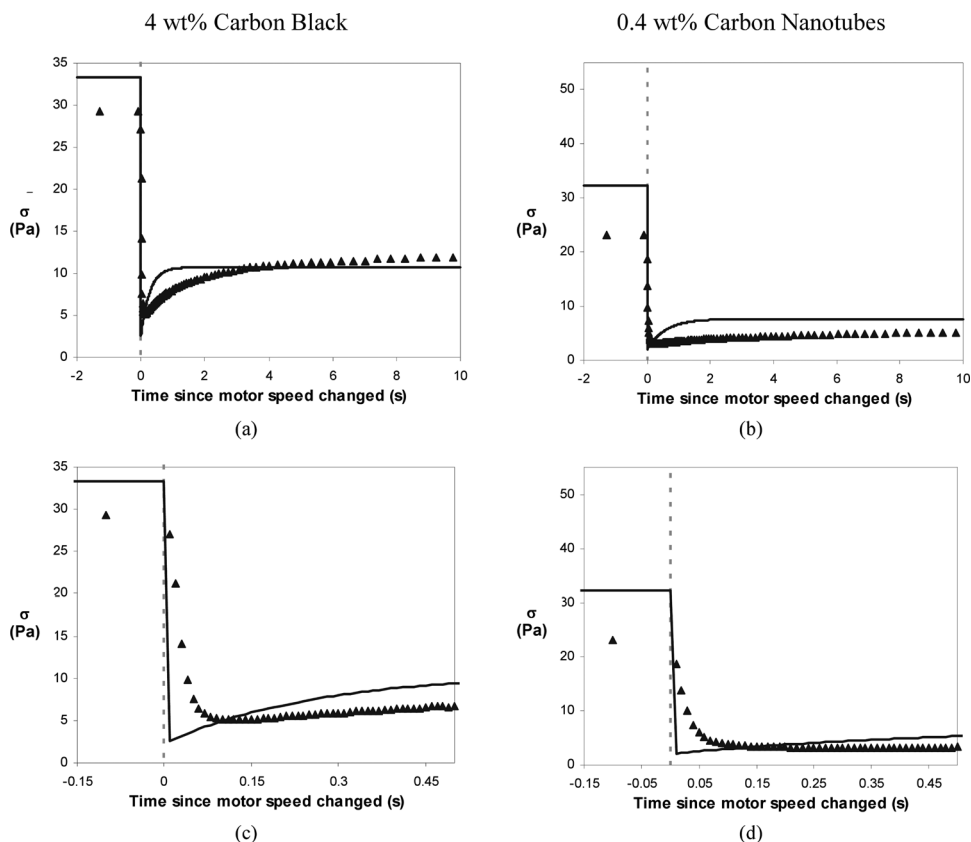 4 wt% Carbon Black
0.4 wt% Carbon Nanotubes
35
30
25
20
15
10
5
0
σ
(Pa)
-2 0 2 4 6 8 10
Time since motor speed changed (s)
(a)
50
40
30
20
10
0
σ
(Pa)
-2 0 2 4 6 8 10
Time since motor speed changed (s)
(b)
35
30
25
20
15
10
5
0
σ
(Pa)
-0.15 0 0.15 0.3 0.45
Time since motor speed changed (s)
(c)
50
40
30
20
10
0
σ
(Pa)
-0.15 -0.05 0.05 0.15 0.25 0.35 0.45
Time since motor speed changed (s)
(d)